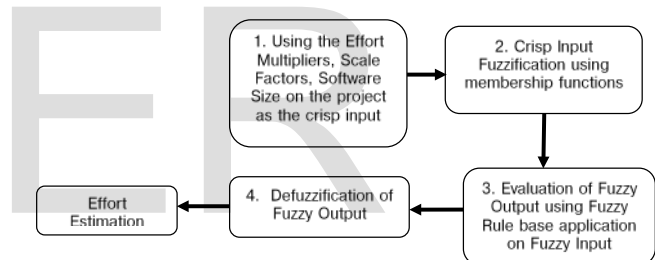 1. Using the Effort
Multipliers, Scale
Factors, Software
Size on the project
as the crisp input
2. Crisp Input
Fuzzification using
membership functions
3. Evaluation of Fuzzy
Output using Fuzzy
Rule base application
on Fuzzy Input
4. Defuzzification of
Fuzzy Output
Effort
Estimation
ER